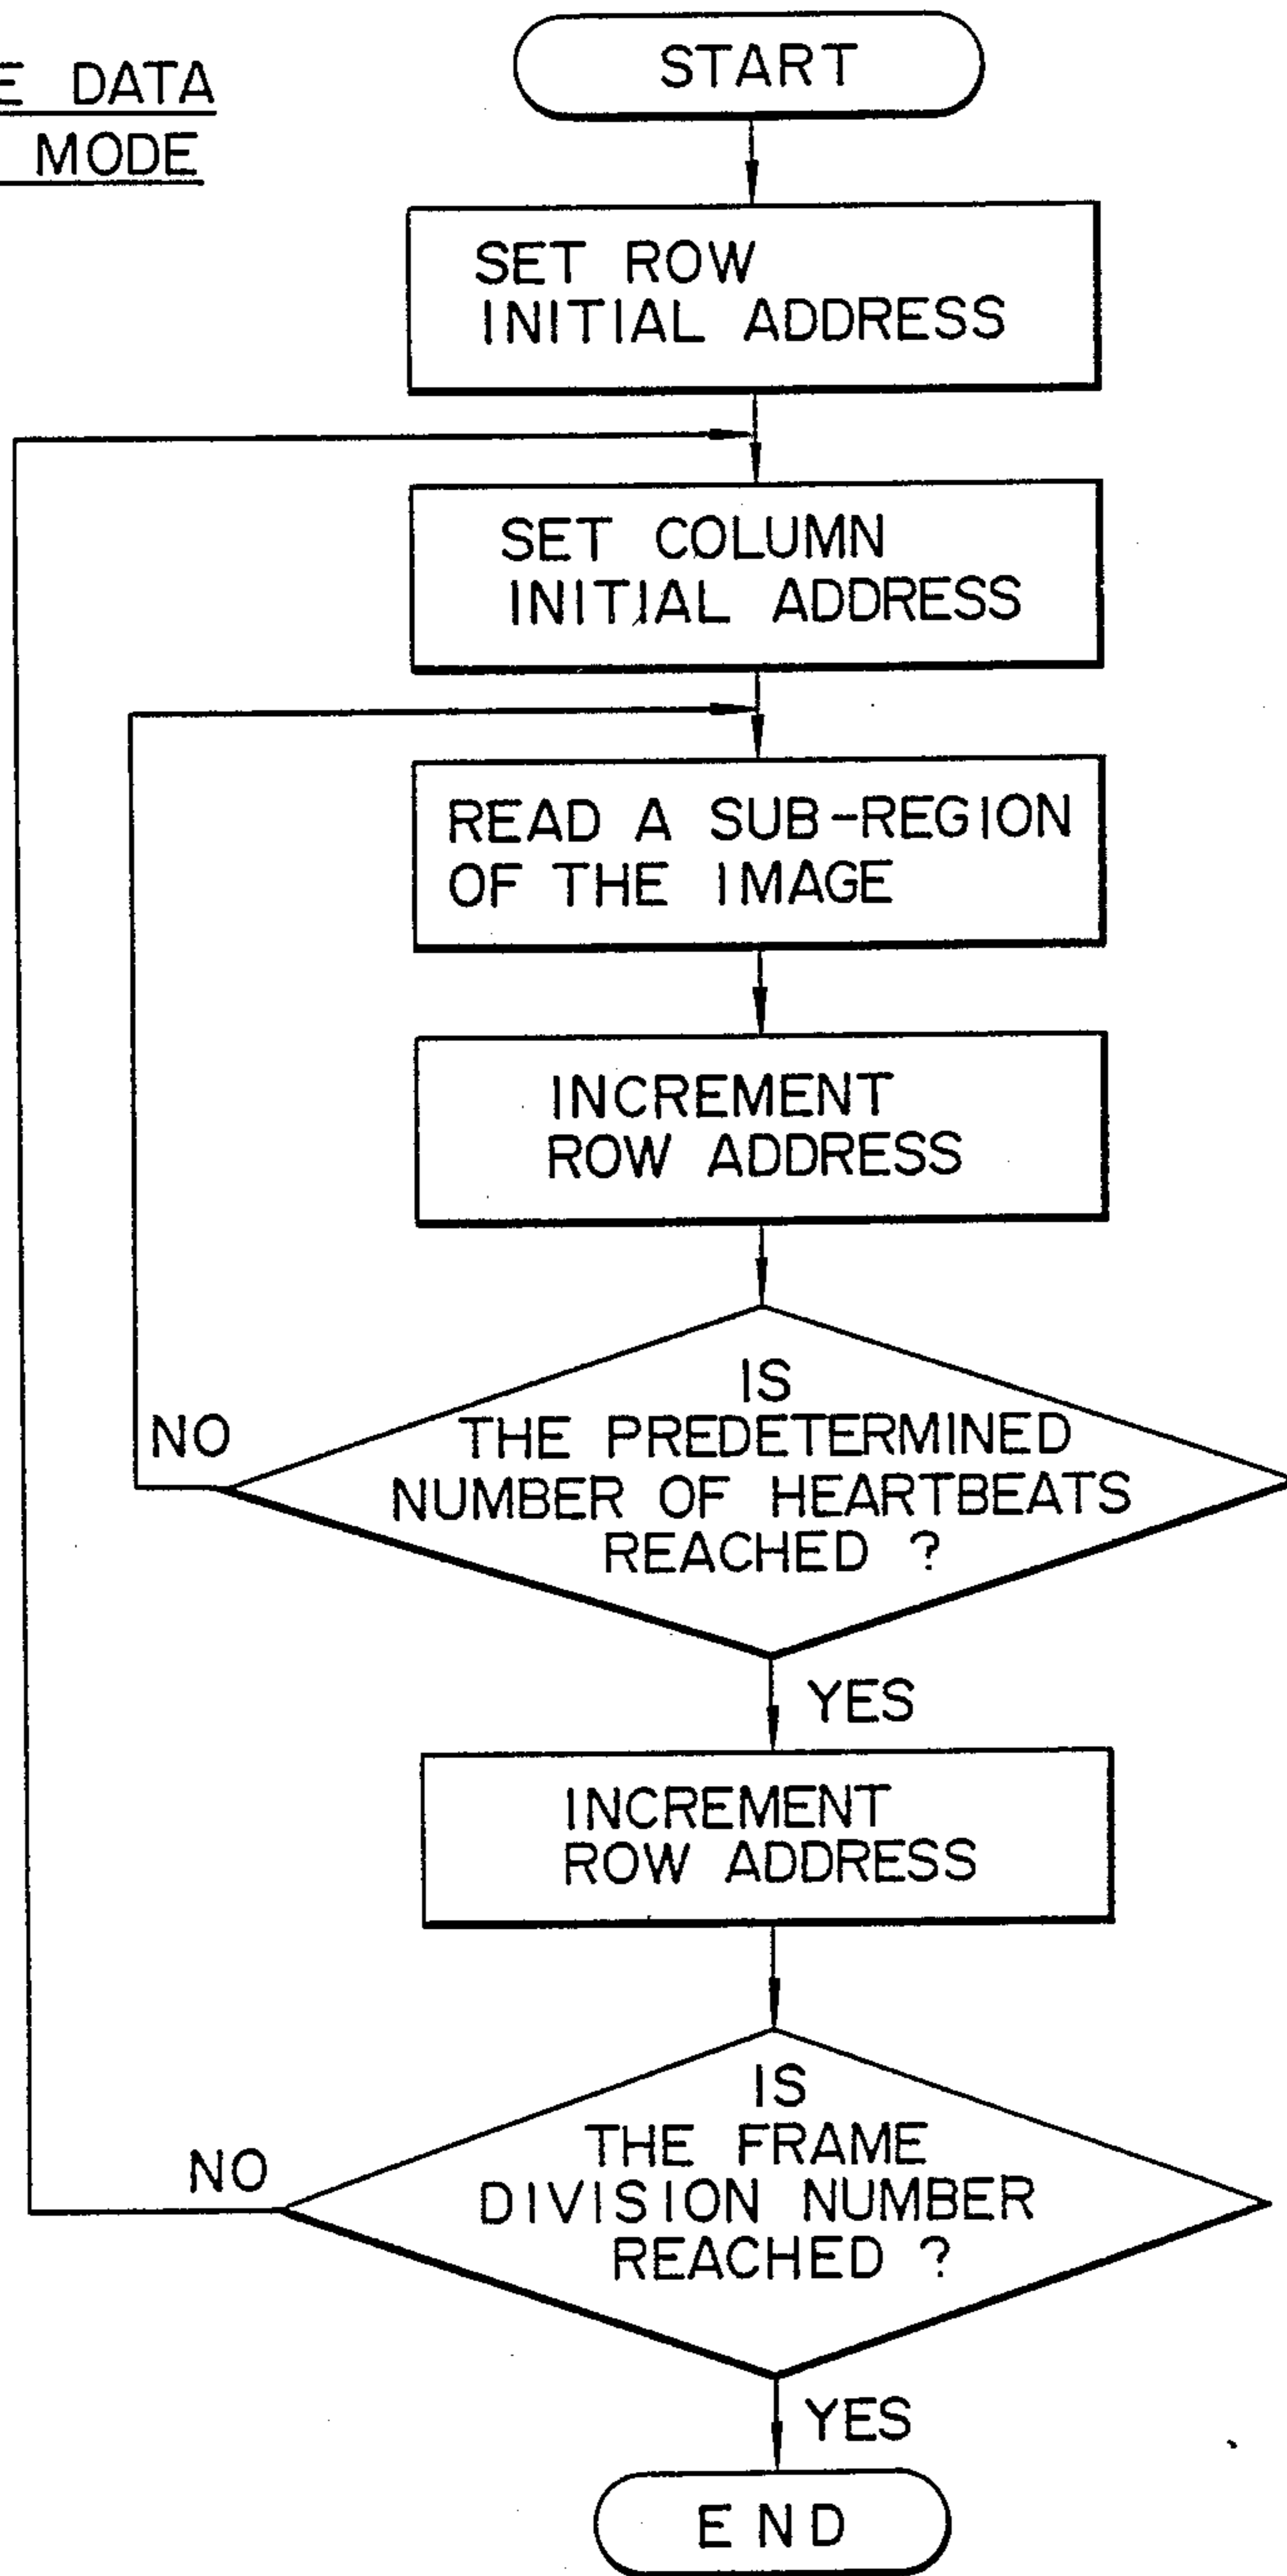 E DATA
MODE
START
SET ROW
INITIAL ADDRESS
SET COLUMN
INITIAL ADDRESS
READ A SUB-REGION
OF THE IMAGE
INCREMENT
ROW ADDRESS
IS
THE PREDETERMINED
NUMBER OF HEARTBEATS
REACHED ?
NO
YES
INCREMENT
ROW ADDRESS
IS
THE FRAME
DIVISION NUMBER
REACHED ?
NO
YES
END